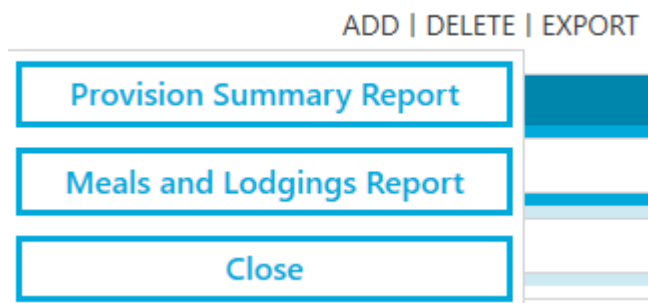 ADD | DELETE | EXPORT
Provision Summary Report
Meals and Lodgings Report
Close